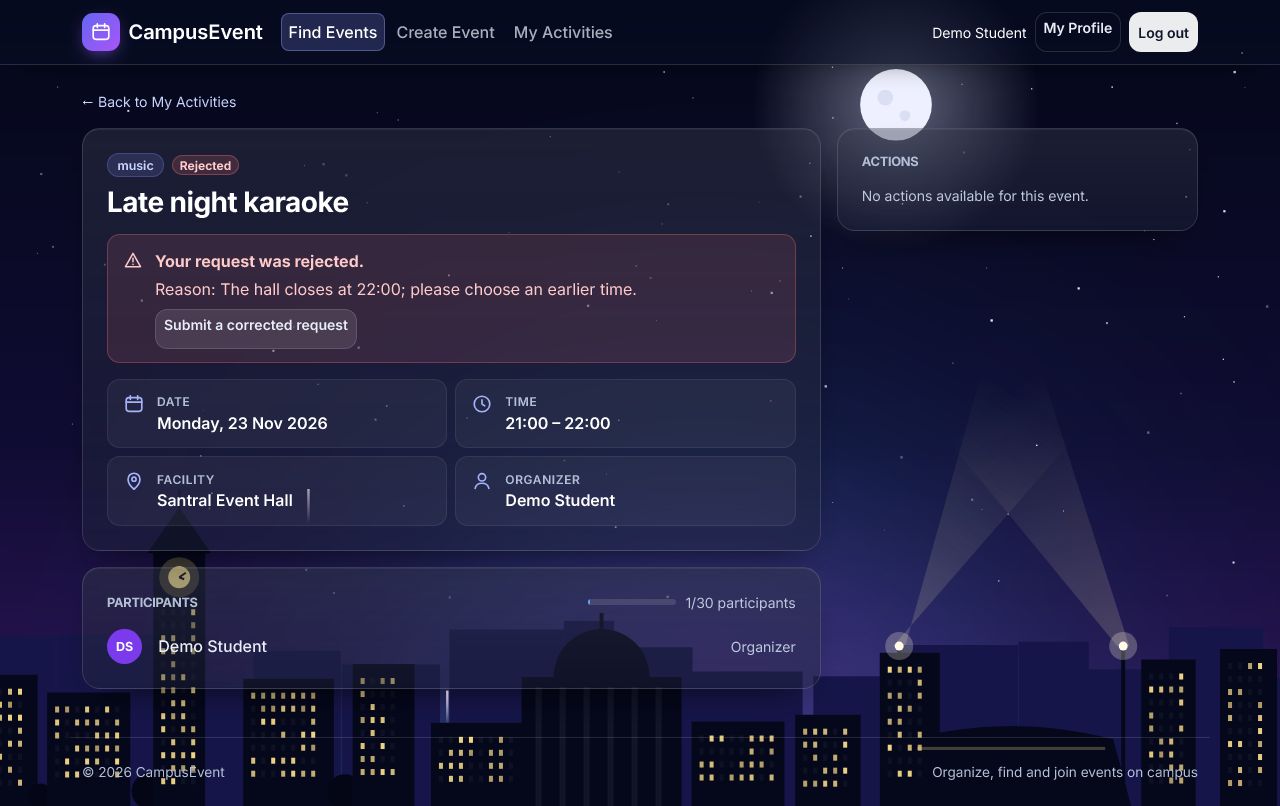 CampusEvent
Find Events
Create Event
My Activities
Demo Student
My Profile
Log out
← Back to My Activities
music
Rejected
Late night karaoke
Your request was rejected.
Reason: The hall closes at 22:00; please choose an earlier time.
Submit a corrected request
DATE
Monday, 23 Nov 2026
TIME
21:00 – 22:00
FACILITY
Santral Event Hall
ORGANIZER
Demo Student
ACTIONS
No actions available for this event.
PARTICIPANTS
1/30 participants
DS
Demo Student
Organizer
© 2026 CampusEvent
Organize, find and join events on campus